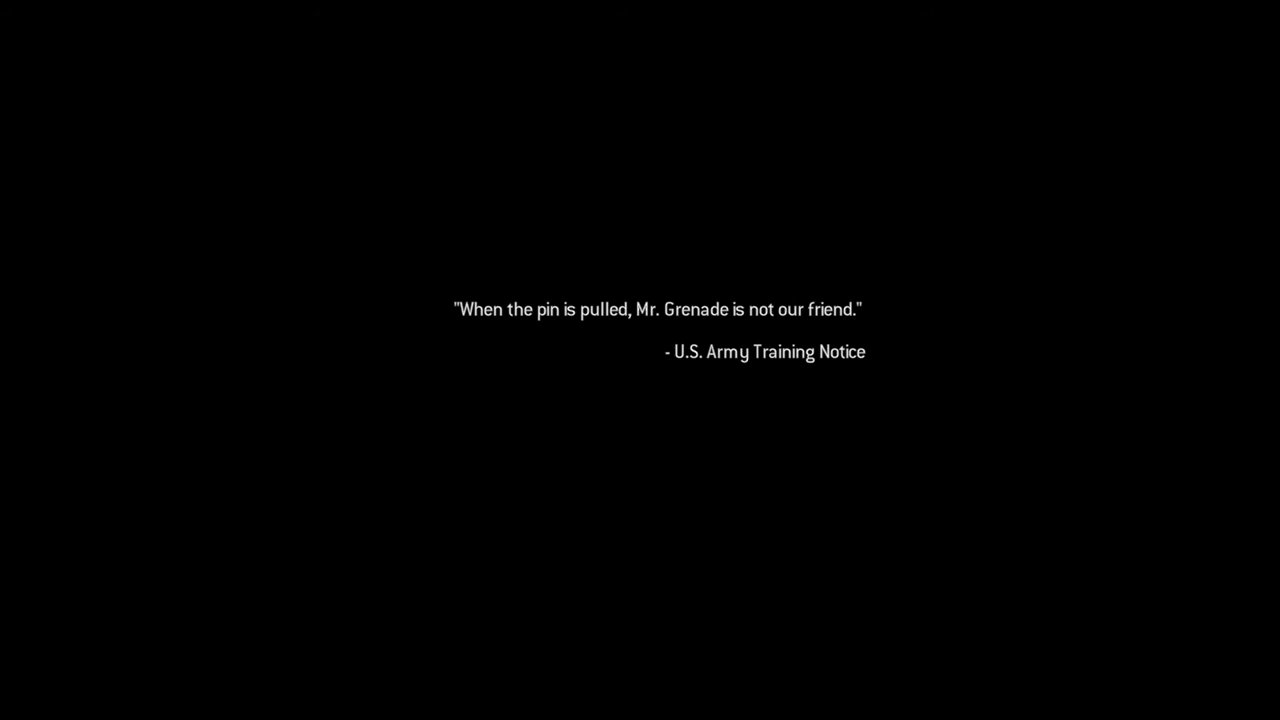 "When the pin is pulled, Mr. Grenade is not our friend."
- U.S. Army Training Notice